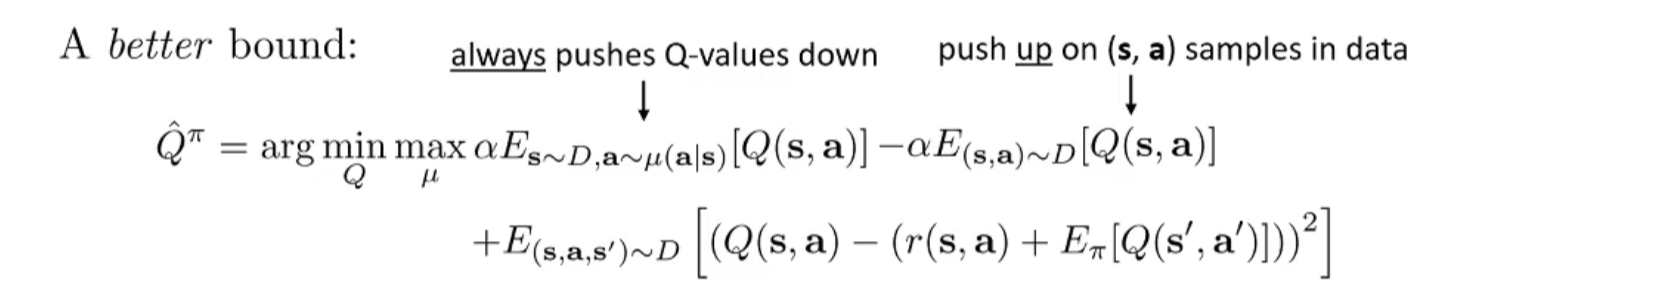 A better bound:
always pushes Q-values down
push up on (s, a) samples in data
Q̂^π = arg min_Q max_μ αE_{s∼D,a∼μ(a|s)}[Q(s, a)] −αE_{(s,a)∼D}[Q(s, a)]
+E_{(s,a,s′)∼D} [(Q(s, a) − (r(s, a) + E_π[Q(s′, a′)]))²]